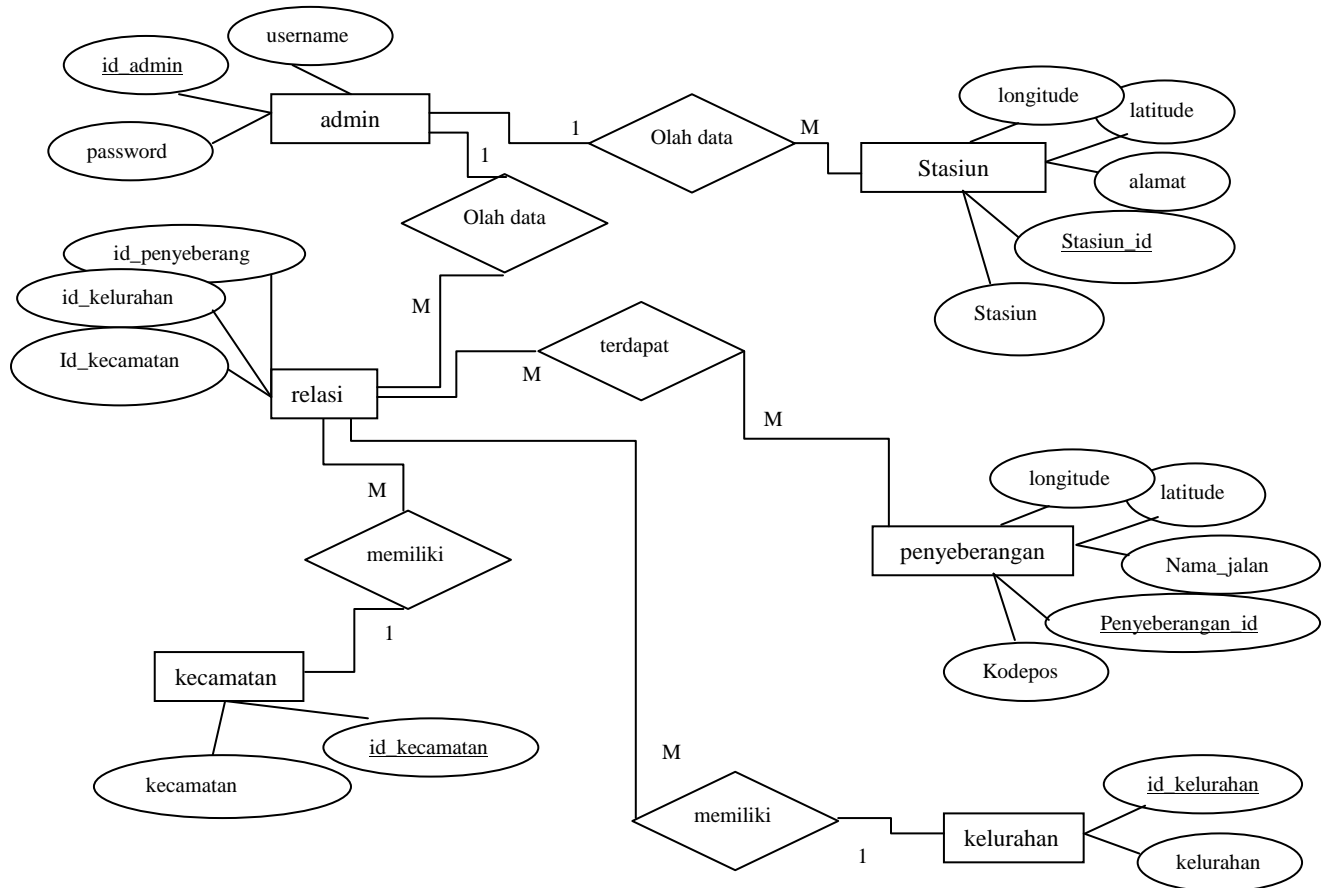 username
id_admin
admin
password
1
Olah data
M
longitude
latitude
Stasiun
alamat
Stasiun_id
Stasiun
1
Olah data
M
id_penyeberang
id_kelurahan
Id_kecamatan
relasi
terdapat
M
M
longitude
latitude
penyeberangan
Nama_jalan
Penyeberangan_id
Kodepos
M
memiliki
1
kecamatan
id_kecamatan
kecamatan
M
memiliki
1
kelurahan
id_kelurahan
kelurahan